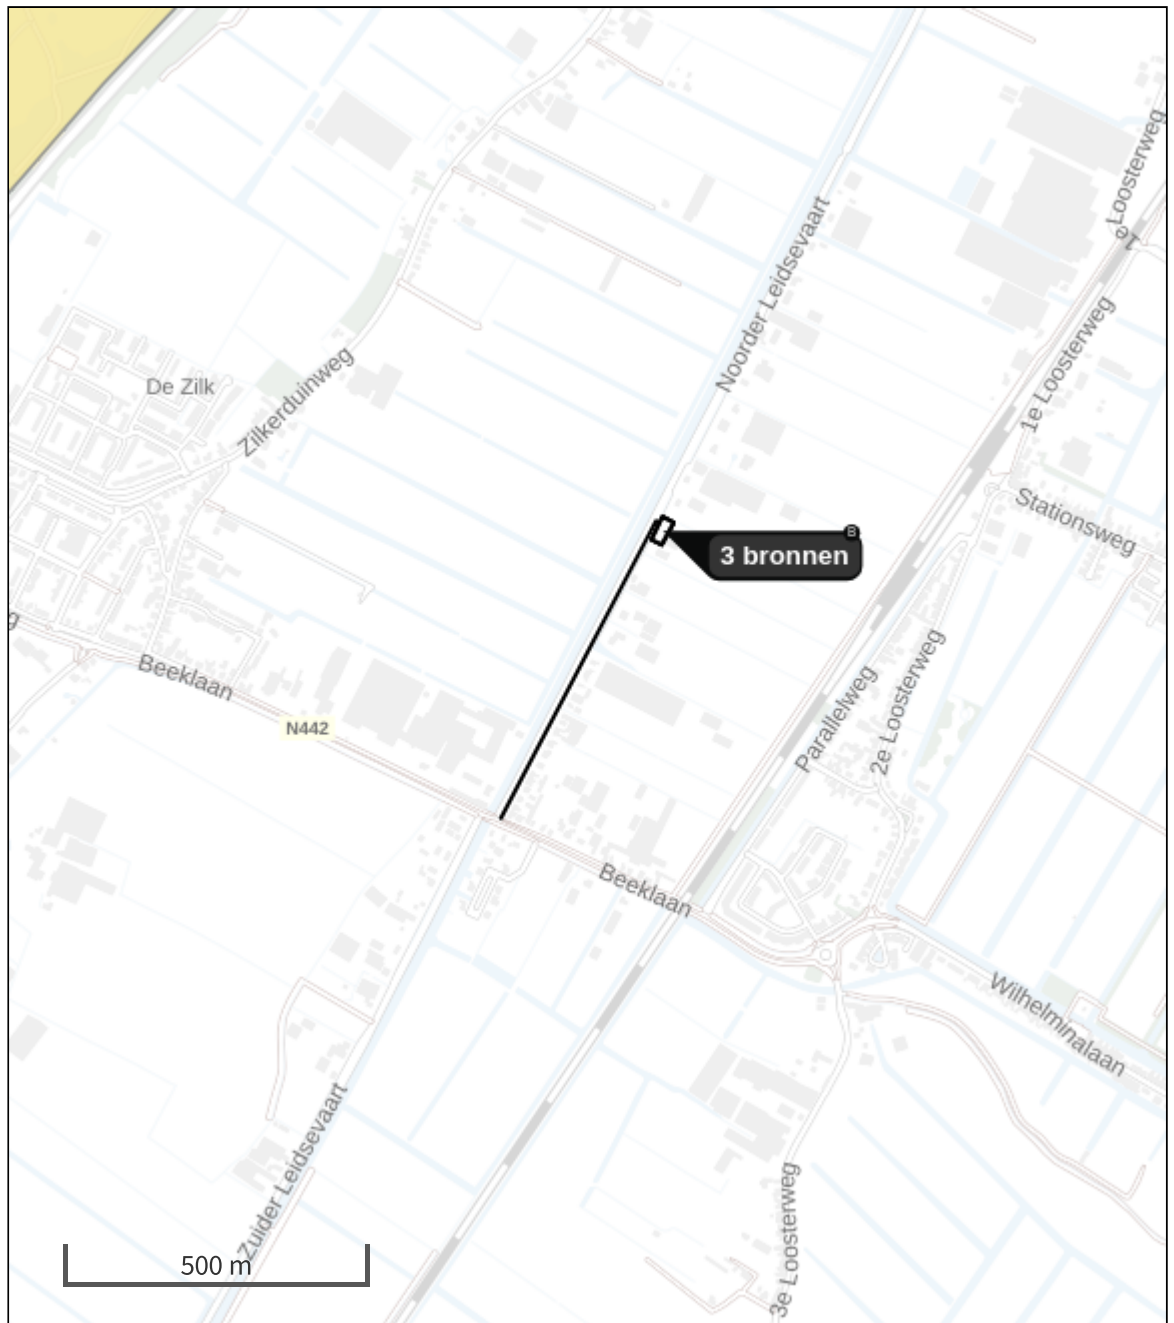 1e Loosterweg
Noorder Leidsevaart
1e Loosterweg
De Zilk
Zilkerduinweg
Stationsweg
B
3 bronnen
g
Beeklaan
N442
Parallelweg
2e Loosterweg
Beeklaan
Wilhelminalaan
Zuider Leidsevaart
3e Loosterweg
500 m